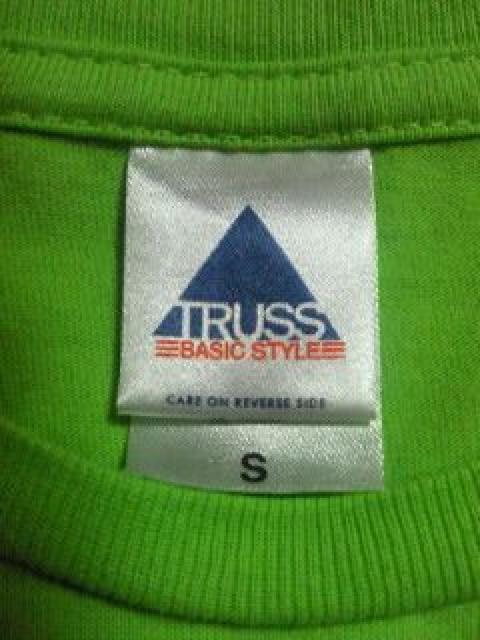 TRUSS
BASIC STYLE
CARE ON REVERSE SIDE
S